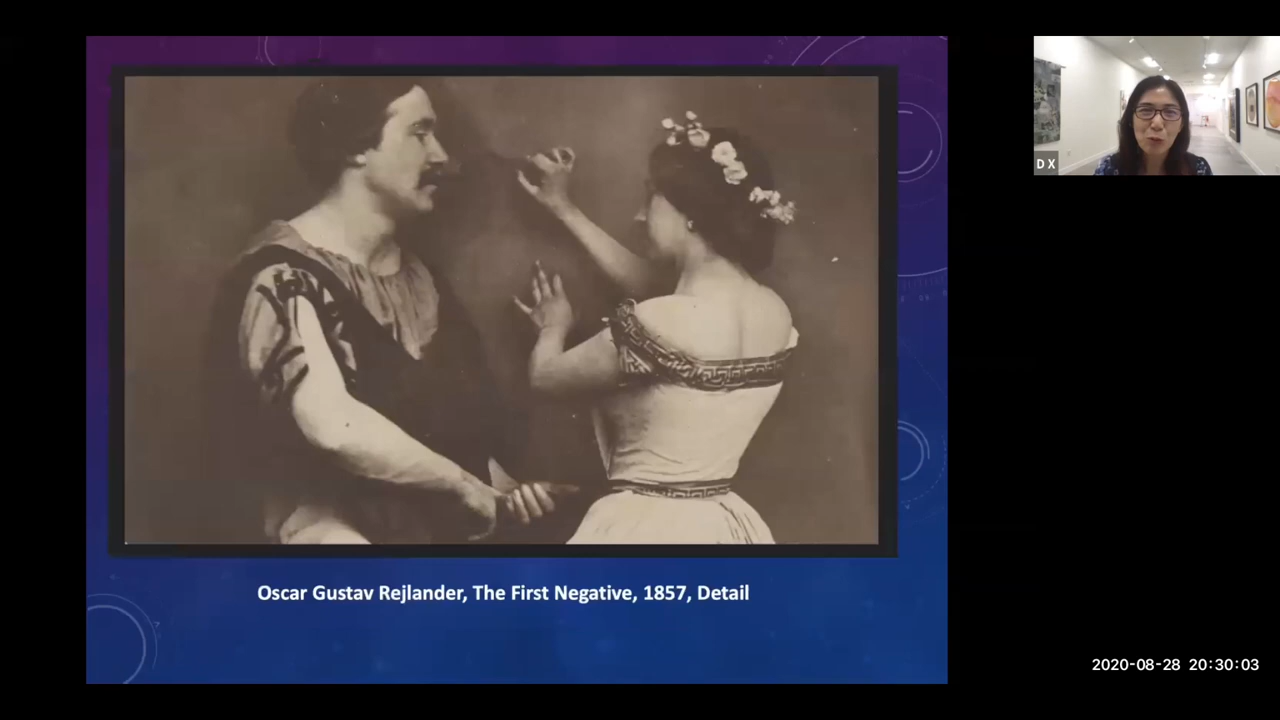 D X
Oscar Gustav Rejlander, The First Negative, 1857, Detail
2020-08-28 20:30:03